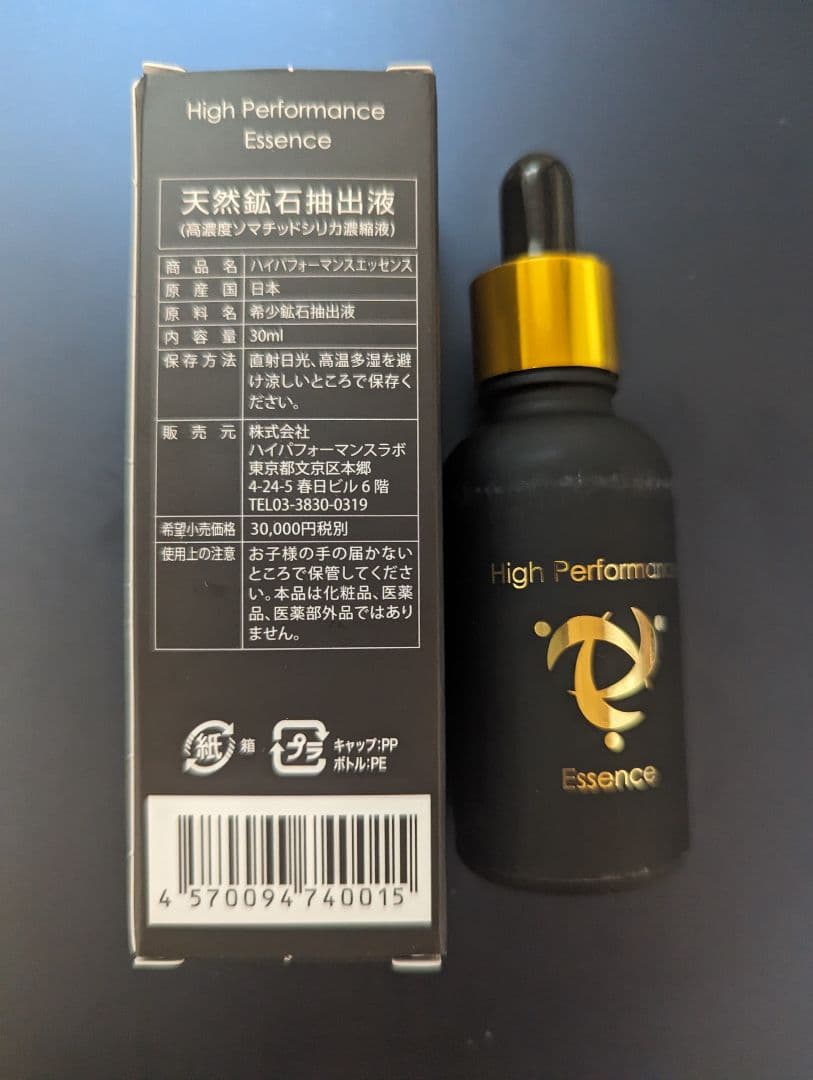 High Performance
Essence
天然鉱石抽出液
(高濃度ソマチッドシリカ濃縮液)
商品名 ハイパフォーマンスエッセンス
原産国 日本
原料名 希少鉱石抽出液
内容量 30ml
保存方法 直射日光、高温多湿を避
け涼しいところで保存く
ださい。
販売元 株式会社
ハイパフォーマンスラボ
東京都文京区本郷
4-24-5 春日ビル6階
TEL03-3830-0319
希望小売価格 30,000円税別
使用上の注意 お子様の手の届かない
ところで保管してくださ
い。本品は化粧品、医薬
品、医薬部外品ではあり
ません。
紙 箱 プラ キャップ:PP
ボトル:PE
4 570094 740015
High Performance
Essence